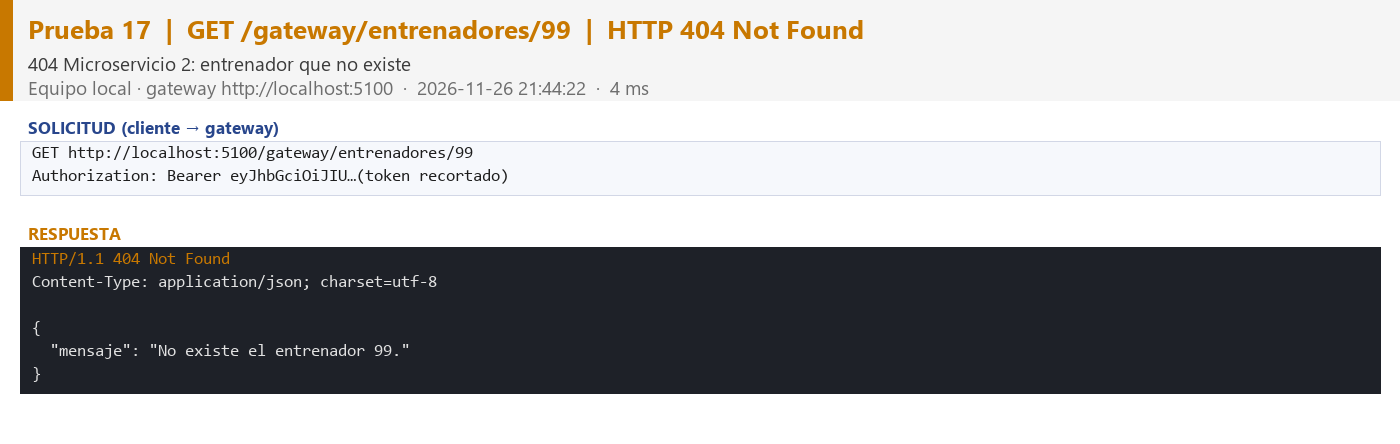 Prueba 17 | GET /gateway/entrenadores/99 | HTTP 404 Not Found
404 Microservicio 2: entrenador que no existe
Equipo local · gateway http://localhost:5100 · 2026-11-26 21:44:22 · 4 ms
SOLICITUD (cliente → gateway)
GET http://localhost:5100/gateway/entrenadores/99
Authorization: Bearer eyJhbGciOiJIU…(token recortado)
RESPUESTA
HTTP/1.1 404 Not Found
Content-Type: application/json; charset=utf-8
{
  "mensaje": "No existe el entrenador 99."
}